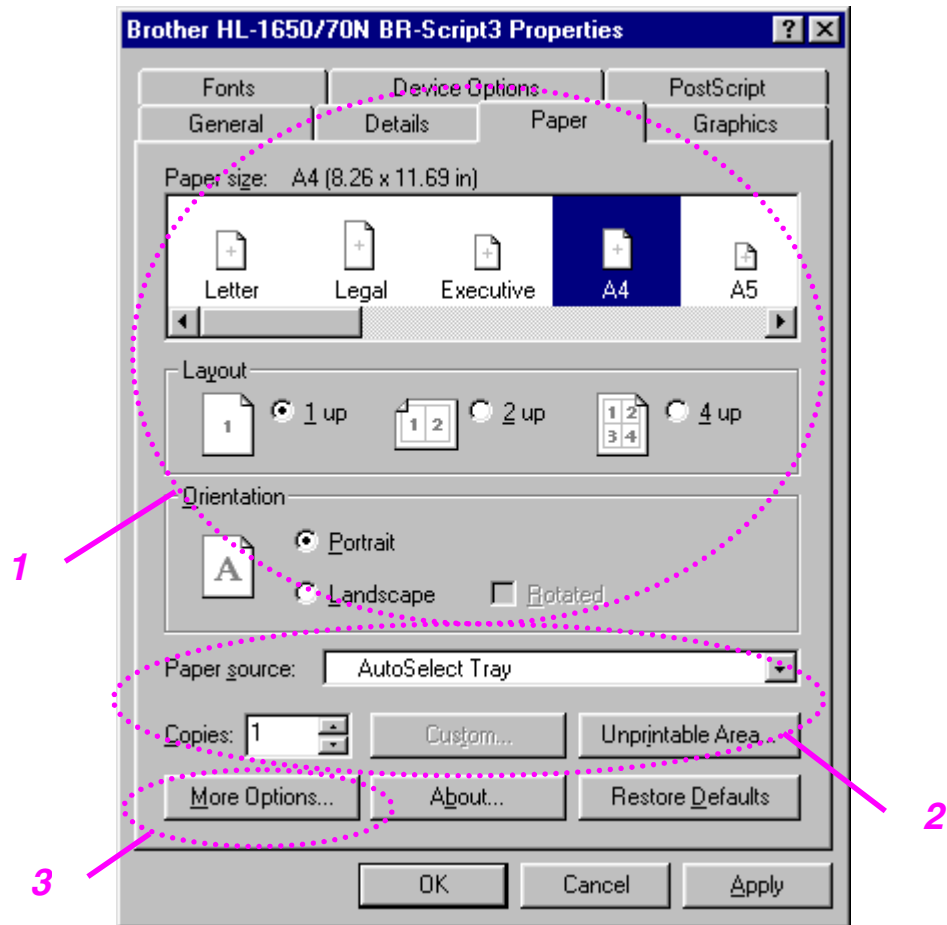 Brother HL-1650/70N BR-Script3 Properties
Fonts Device Options PostScript
General Details Paper Graphics
Paper size: A4 (8.26 x 11.69 in)
Letter Legal Executive A4 A5
Layout
1 1 up 1 2 2 up 1 2 3 4 4 up
Orientation
A Portrait
Landscape Rotated
1
Paper source: AutoSelect Tray
Copies: 1 Custom... Unprintable Area...
More Options... About... Restore Defaults
2
3
OK Cancel Apply